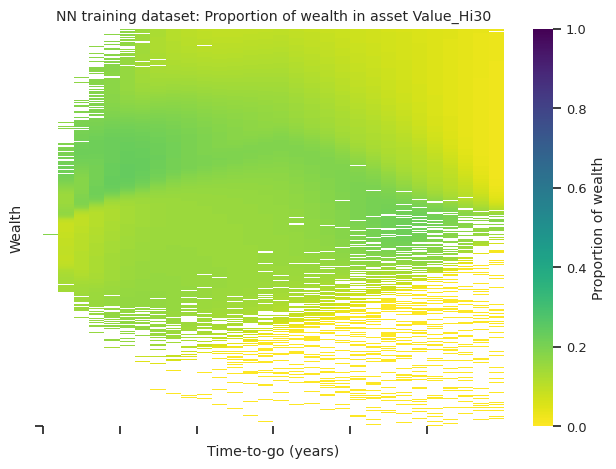 NN training dataset: Proportion of wealth in asset Value_Hi30
Wealth
Time-to-go (years)
1.0
0.8
0.6
0.4
0.2
0.0
Proportion of wealth